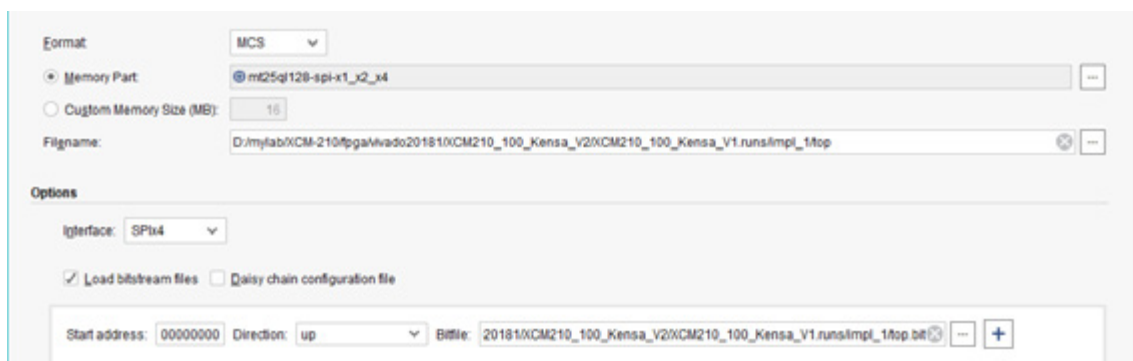 Format: MCS
Memory Part: mt25ql128-spi-x1_x2_x4 ...
Custom Memory Size (MB): 16
Filename: D:/mylab/XCM-210/fpga/vivado20181/XCM210_100_Kensa_V2/XCM210_100_Kensa_V1.runs/impl_1/top ...
Options
Interface: SPIx4
Load bitstream files Daisy chain configuration file
Start address: 00000000 Direction: up Bitfile: 20181/XCM210_100_Kensa_V2/XCM210_100_Kensa_V1.runs/impl_1/top.bit ... +